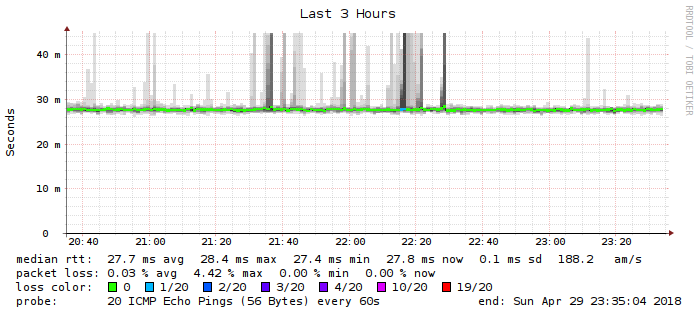 Last 3 Hours
RRDTOOL / TOBI OETIKER
Seconds
40 m
30 m
20 m
10 m
0
20:40 21:00 21:20 21:40 22:00 22:20 22:40 23:00 23:20
median rtt: 27.7 ms avg 28.4 ms max 27.4 ms min 27.8 ms now 0.1 ms sd 188.2 am/s
packet loss: 0.03 % avg 4.42 % max 0.00 % min 0.00 % now
loss color: 0 1/20 2/20 3/20 4/20 10/20 19/20
probe: 20 ICMP Echo Pings (56 Bytes) every 60s end: Sun Apr 29 23:35:04 2018